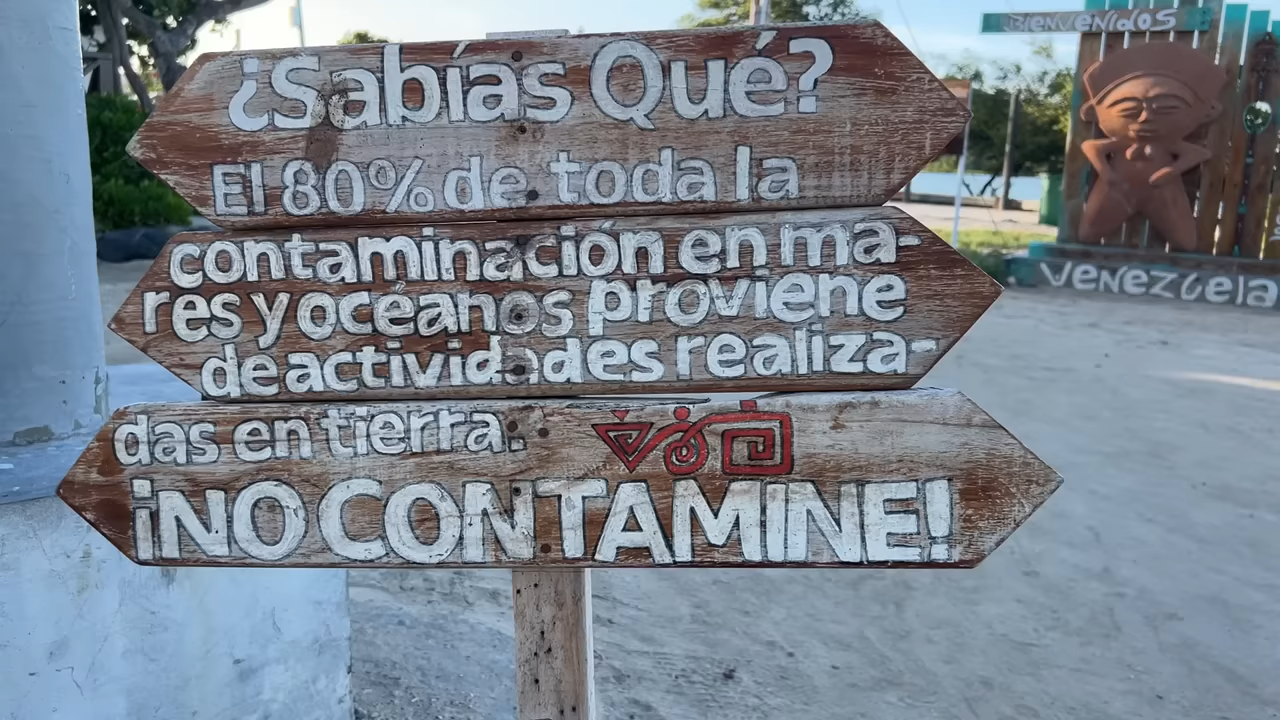 ¿Sabías Qué?
El 80% de toda la
contaminación en ma-
res y océanos proviene
de actividades realiza-
das en tierra.
¡NO CONTAMINE!
BIENVENIDOS
VENEZUELA